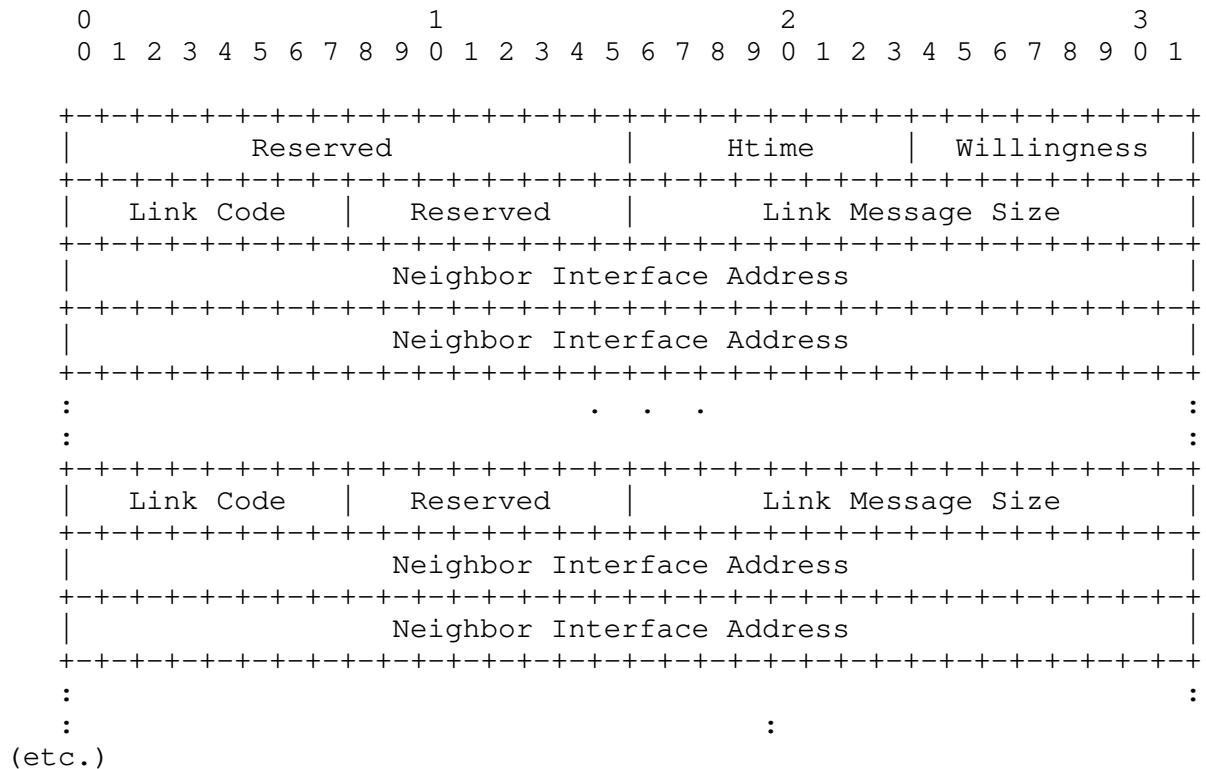 0                   1                   2                   3
0 1 2 3 4 5 6 7 8 9 0 1 2 3 4 5 6 7 8 9 0 1 2 3 4 5 6 7 8 9 0 1
+-+-+-+-+-+-+-+-+-+-+-+-+-+-+-+-+-+-+-+-+-+-+-+-+-+-+-+-+-+-+-+-+
|          Reserved             |     Htime     |  Willingness  |
+-+-+-+-+-+-+-+-+-+-+-+-+-+-+-+-+-+-+-+-+-+-+-+-+-+-+-+-+-+-+-+-+
|   Link Code   |   Reserved    |       Link Message Size       |
+-+-+-+-+-+-+-+-+-+-+-+-+-+-+-+-+-+-+-+-+-+-+-+-+-+-+-+-+-+-+-+-+
|                  Neighbor Interface Address                   |
+-+-+-+-+-+-+-+-+-+-+-+-+-+-+-+-+-+-+-+-+-+-+-+-+-+-+-+-+-+-+-+-+
|                  Neighbor Interface Address                   |
+-+-+-+-+-+-+-+-+-+-+-+-+-+-+-+-+-+-+-+-+-+-+-+-+-+-+-+-+-+-+-+-+
:                             .  .  .                           :
:                                                               :
+-+-+-+-+-+-+-+-+-+-+-+-+-+-+-+-+-+-+-+-+-+-+-+-+-+-+-+-+-+-+-+-+
|   Link Code   |   Reserved    |       Link Message Size       |
+-+-+-+-+-+-+-+-+-+-+-+-+-+-+-+-+-+-+-+-+-+-+-+-+-+-+-+-+-+-+-+-+
|                  Neighbor Interface Address                   |
+-+-+-+-+-+-+-+-+-+-+-+-+-+-+-+-+-+-+-+-+-+-+-+-+-+-+-+-+-+-+-+-+
|                  Neighbor Interface Address                   |
+-+-+-+-+-+-+-+-+-+-+-+-+-+-+-+-+-+-+-+-+-+-+-+-+-+-+-+-+-+-+-+-+
:                                                               :
:                                       :
(etc.)